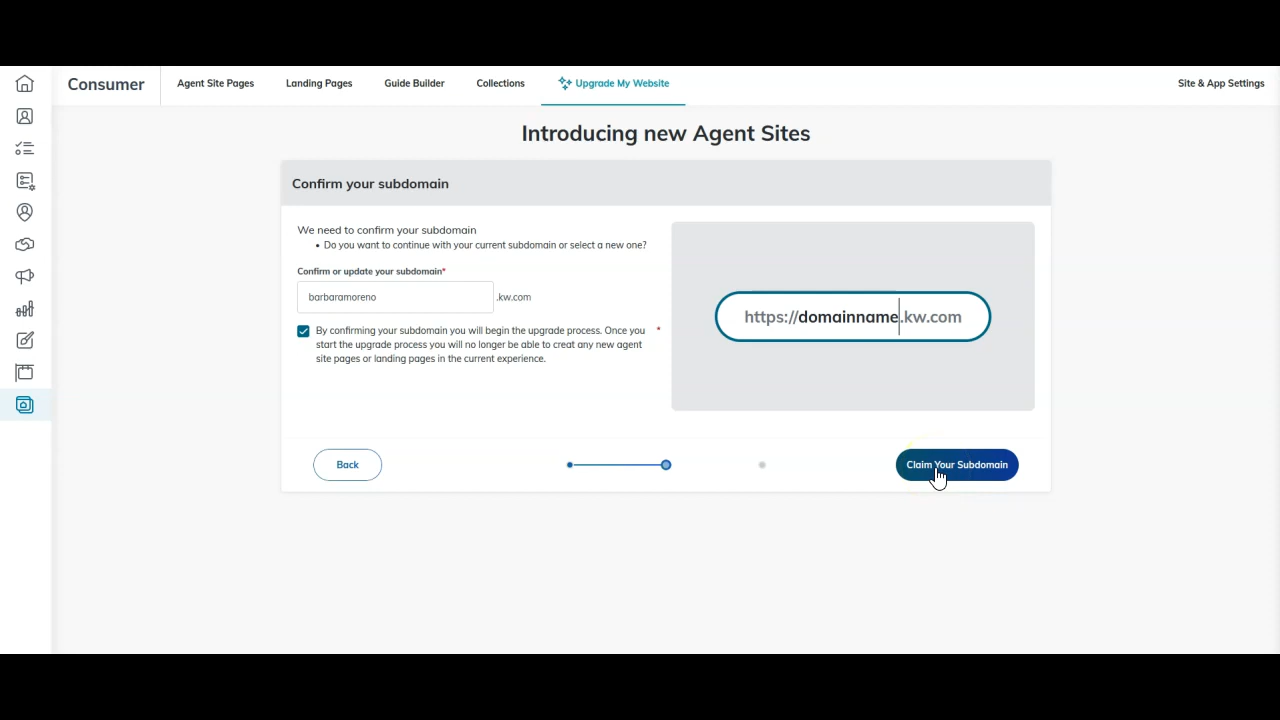 Consumer
Agent Site Pages
Landing Pages
Guide Builder
Collections
Upgrade My Website
Site & App Settings
Introducing new Agent Sites
Confirm your subdomain
We need to confirm your subdomain
• Do you want to continue with your current subdomain or select a new one?
Confirm or update your subdomain*
barbaramoreno .kw.com
By confirming your subdomain you will begin the upgrade process. Once you *
start the upgrade process you will no longer be able to creat any new agent
site pages or landing pages in the current experience.
https://domainname.kw.com
Back
Claim Your Subdomain